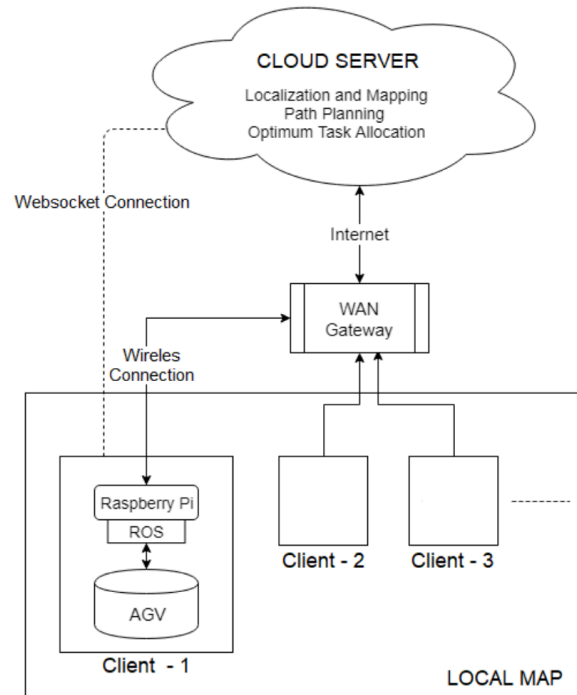 CLOUD SERVER
Localization and Mapping
Path Planning
Optimum Task Allocation
Websocket Connection
Internet
WAN
Gateway
Wireles
Connection
Raspberry Pi
ROS
AGV
Client - 1
Client - 2
Client - 3
LOCAL MAP